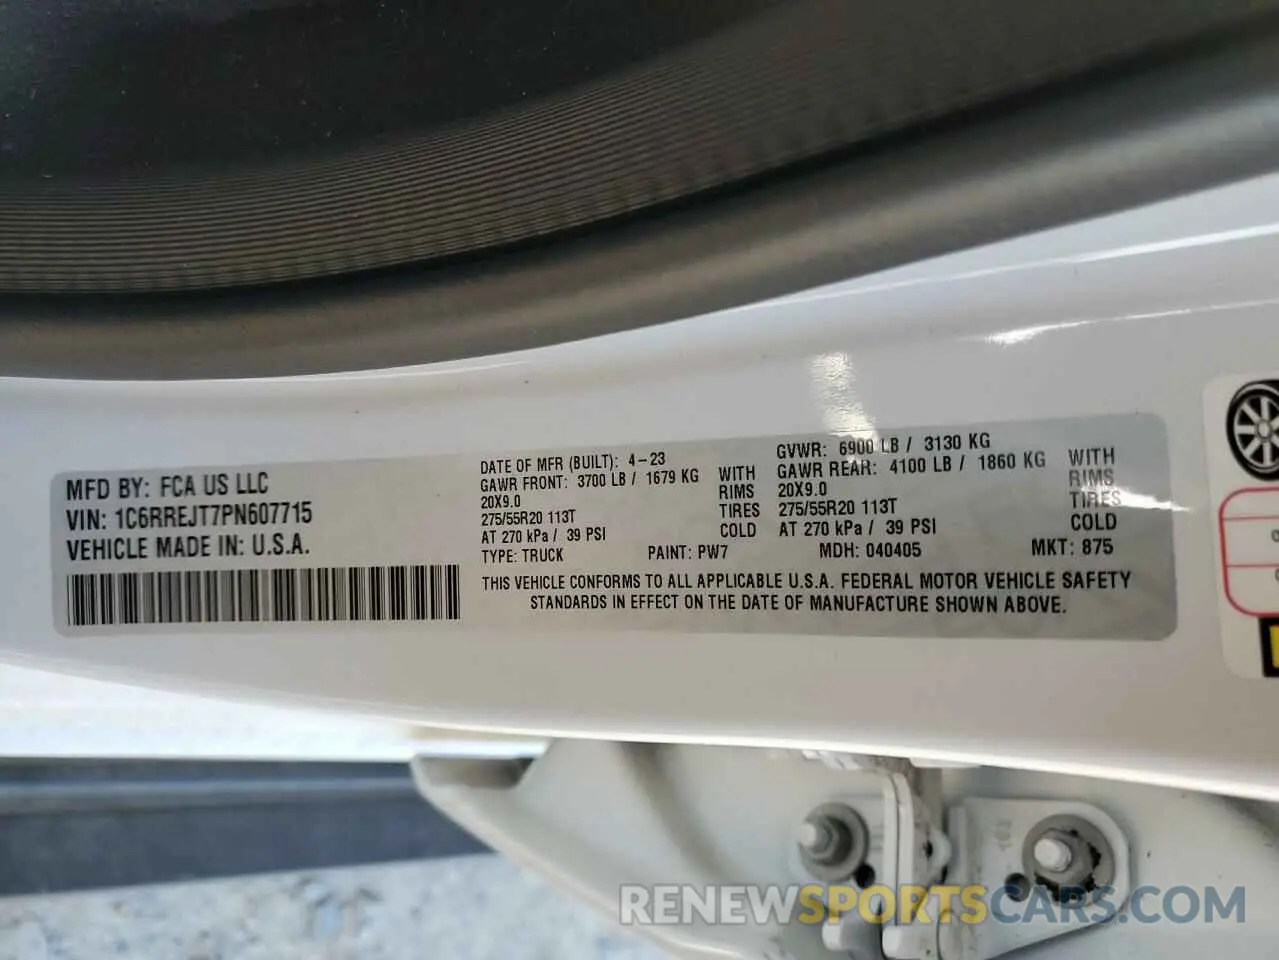 MFD BY: FCA US LLC
VIN: 1C6RREJT7PN607715
VEHICLE MADE IN: U.S.A.
DATE OF MFR (BUILT): 4-23
GAWR FRONT: 3700 LB / 1679 KG WITH
20X9.0 RIMS
275/55R20 113T TIRES
AT 270 kPa / 39 PSI COLD
GVWR: 6900 LB / 3130 KG
GAWR REAR: 4100 LB / 1860 KG WITH
20X9.0 RIMS
275/55R20 113T TIRES
AT 270 kPa / 39 PSI COLD
TYPE: TRUCK PAINT: PW7 MDH: 040405 MKT: 875
THIS VEHICLE CONFORMS TO ALL APPLICABLE U.S.A. FEDERAL MOTOR VEHICLE SAFETY
STANDARDS IN EFFECT ON THE DATE OF MANUFACTURE SHOWN ABOVE.
RENEWSPORTSCARS.COM